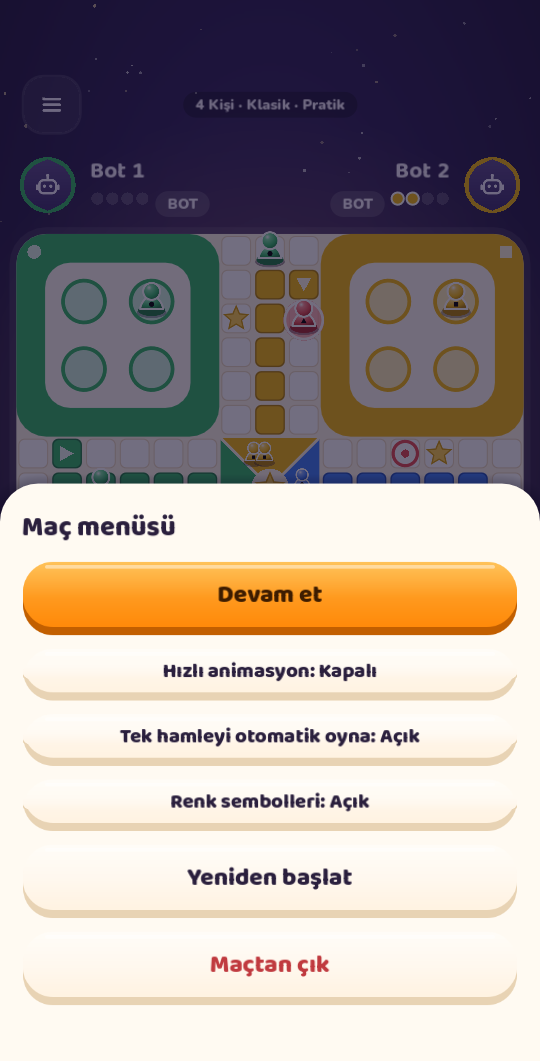 4 Kişi · Klasik · Pratik
Bot 1
BOT
Bot 2
BOT
Maç menüsü
Devam et
Hızlı animasyon: Kapalı
Tek hamleyi otomatik oyna: Açık
Renk sembolleri: Açık
Yeniden başlat
Maçtan çık